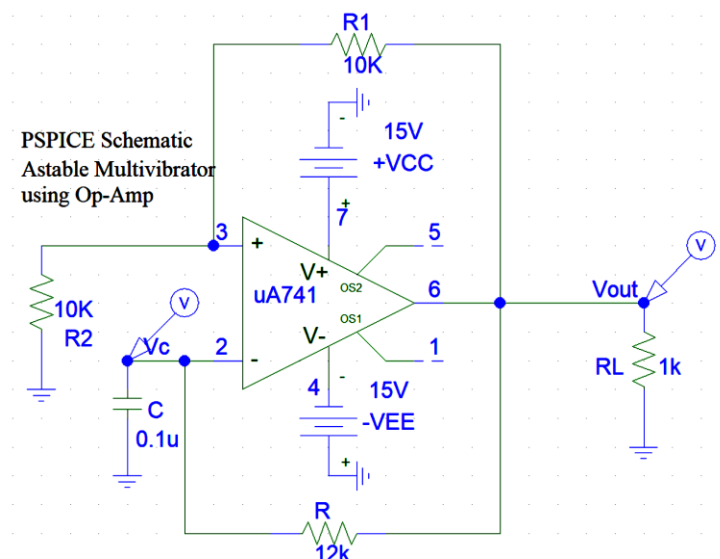 R1
10K
PSPICE Schematic
Astable Multivibrator
using Op-Amp
-
15V
+VCC
+
7
3
+
5
V+
OS2
V
10K
R2
uA741
6
Vout
V
OS1
Vc
2
-
V-
1
RL
1k
C
0.1u
4
-
15V
-VEE
+
R
12k